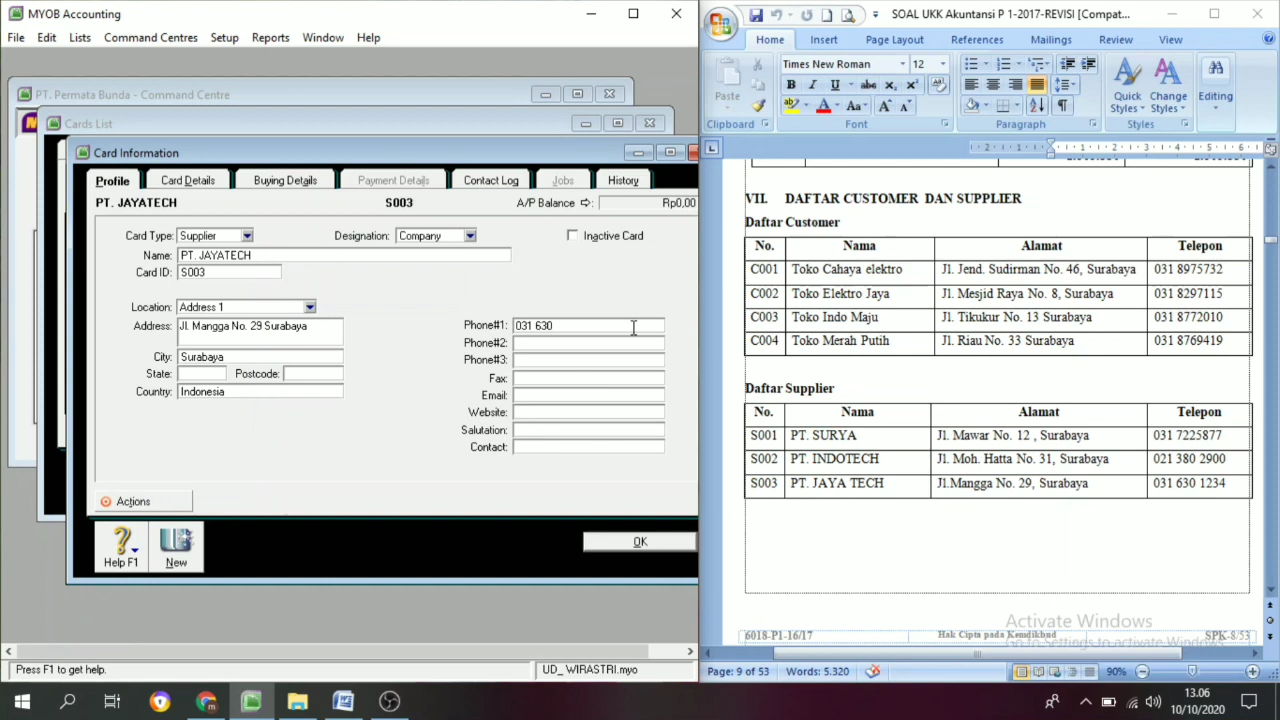 MYOB Accounting
File Edit Lists Command Centres Setup Reports Window Help
PT. Permata Bunda - Command Centre
Cards List
Card Information
Profile Card Details Buying Details Payment Details Contact Log Jobs History
PT. JAYATECH S003 A/P Balance Rp0,00
Card Type: Supplier Designation: Company Inactive Card
Name: PT. JAYATECH
Card ID: S003
Location: Address 1
Address: Jl. Mangga No. 29 Surabaya Phone#1: 031 630
Phone#2:
City: Surabaya Phone#3:
State: Postcode: Fax:
Country: Indonesia Email:
Website:
Salutation:
Contact:
Actions
Help F1 New OK
Press F1 to get help. UD_WIRASTRI.myo
SOAL UKK Akuntansi P 1-2017-REVISI [Compat...
Home Insert Page Layout References Mailings Review View
Paste Times New Roman 12 Quick Styles Change Styles Editing
Clipboard Font Paragraph Styles
VII. DAFTAR CUSTOMER DAN SUPPLIER
Daftar Customer
No. Nama Alamat Telepon
C001 Toko Cahaya elektro Jl. Jend. Sudirman No. 46, Surabaya 031 8975732
C002 Toko Elektro Jaya Jl. Mesjid Raya No. 8, Surabaya 031 8297115
C003 Toko Indo Maju Jl. Tikukur No. 13 Surabaya 031 8772010
C004 Toko Merah Putih Jl. Riau No. 33 Surabaya 031 8769419
Daftar Supplier
No. Nama Alamat Telepon
S001 PT. SURYA Jl. Mawar No. 12 , Surabaya 031 7225877
S002 PT. INDOTECH Jl. Moh. Hatta No. 31, Surabaya 021 380 2900
S003 PT. JAYA TECH Jl.Mangga No. 29, Surabaya 031 630 1234
Activate Windows
Go to Settings to activate Windows.
6018-P1-16/17 Hak Cipta pada Kemdikbud SPK-8/53
Page: 9 of 53 Words: 5.320 90%
13.06
10/10/2020